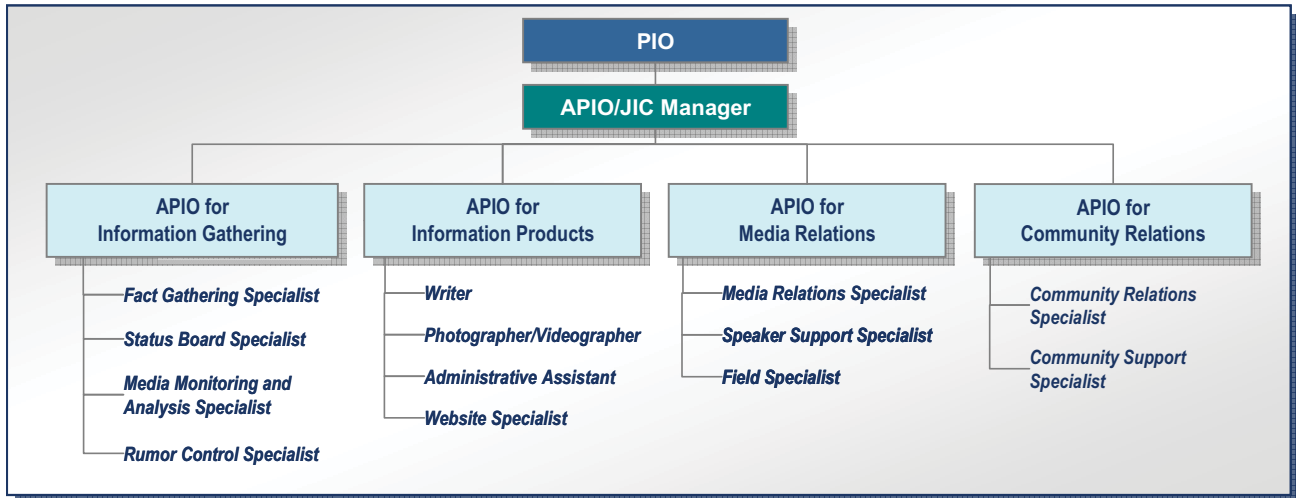 PIO
APIO/JIC Manager
APIO for
Information Gathering
Fact Gathering Specialist
Status Board Specialist
Media Monitoring and
Analysis Specialist
Rumor Control Specialist
APIO for
Information Products
Writer
Photographer/Videographer
Administrative Assistant
Website Specialist
APIO for
Media Relations
Media Relations Specialist
Speaker Support Specialist
Field Specialist
APIO for
Community Relations
Community Relations
Specialist
Community Support
Specialist